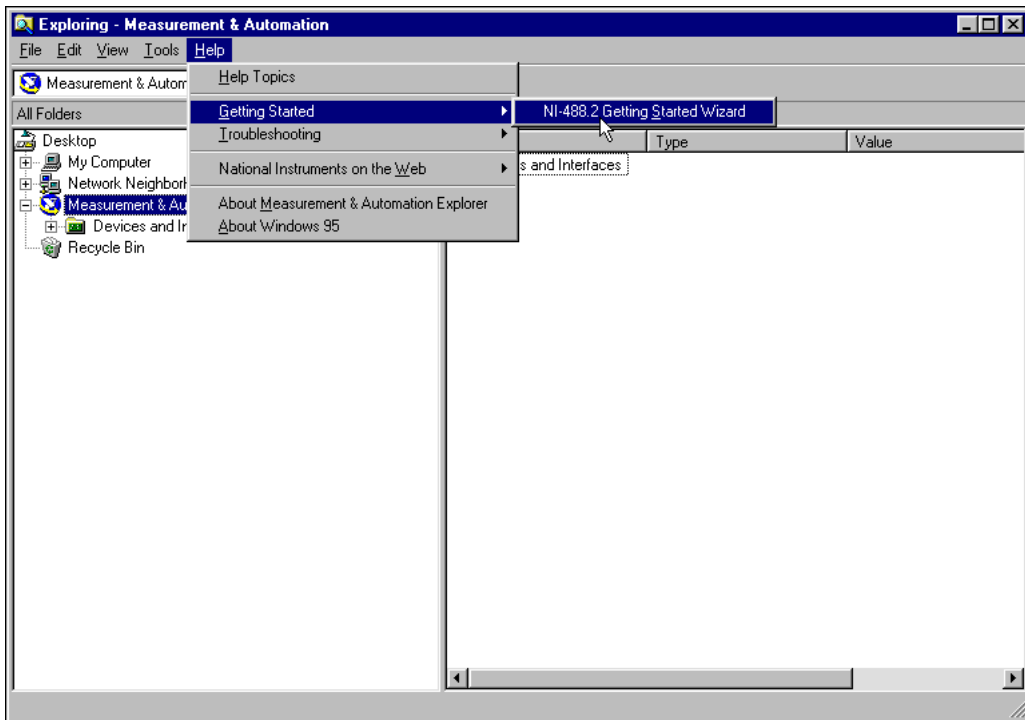 Exploring - Measurement & Automation
File Edit View Tools Help
Measurement & Autom
Help Topics
All Folders
Getting Started
NI-488.2 Getting Started Wizard
Desktop
Troubleshooting
Type
Value
My Computer
National Instruments on the Web
s and Interfaces
Network Neighborh
Measurement & Au
About Measurement & Automation Explorer
Devices and In
About Windows 95
Recycle Bin